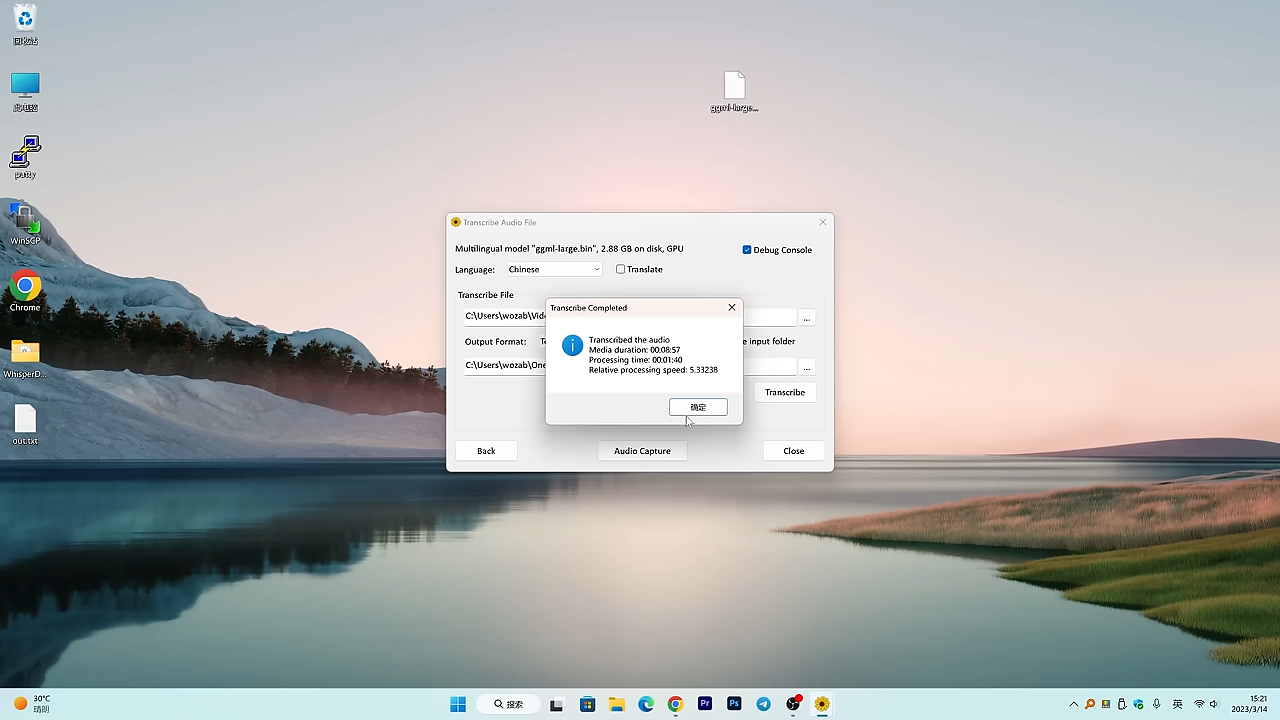 回收站
此电脑
putty
WinSCP
Chrome
WhisperD...
out.txt
ggml-large...
Transcribe Audio File
Multilingual model "ggml-large.bin", 2.88 GB on disk, GPU
Debug Console
Language:
Chinese
Translate
Transcribe File
C:\Users\wozab\Vid
...
Output Format:
e input folder
C:\Users\wozab\One
...
Transcribe
Back
Audio Capture
Close
Transcribe Completed
Transcribed the audio
Media duration: 00:08:57
Processing time: 00:01:40
Relative processing speed: 5.33238
确定
30°C
晴朗
搜索
Pr
Ps
英
15:21
2023/3/14